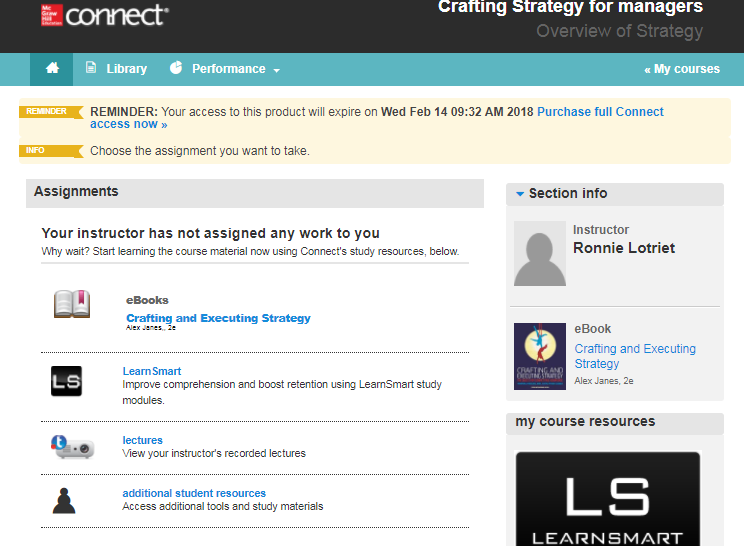 Mc
Graw
Hill
Education
connect®
Crafting Strategy for managers
Overview of Strategy
Library
Performance
« My courses
REMINDER
REMINDER: Your access to this product will expire on Wed Feb 14 09:32 AM 2018 Purchase full Connect
access now »
INFO
Choose the assignment you want to take.
Assignments
Your instructor has not assigned any work to you
Why wait? Start learning the course material now using Connect's study resources, below.
eBooks
Crafting and Executing Strategy
Alex Janes,, 2e
LS
LearnSmart
Improve comprehension and boost retention using LearnSmart study
modules.
t
lectures
View your instructor's recorded lectures
additional student resources
Access additional tools and study materials
Section info
Instructor
Ronnie Lotriet
CRAFTING AND
EXECUTING STRATEGY
eBook
Crafting and Executing
Strategy
Alex Janes, 2e
my course resources
LS
LEARNSMART